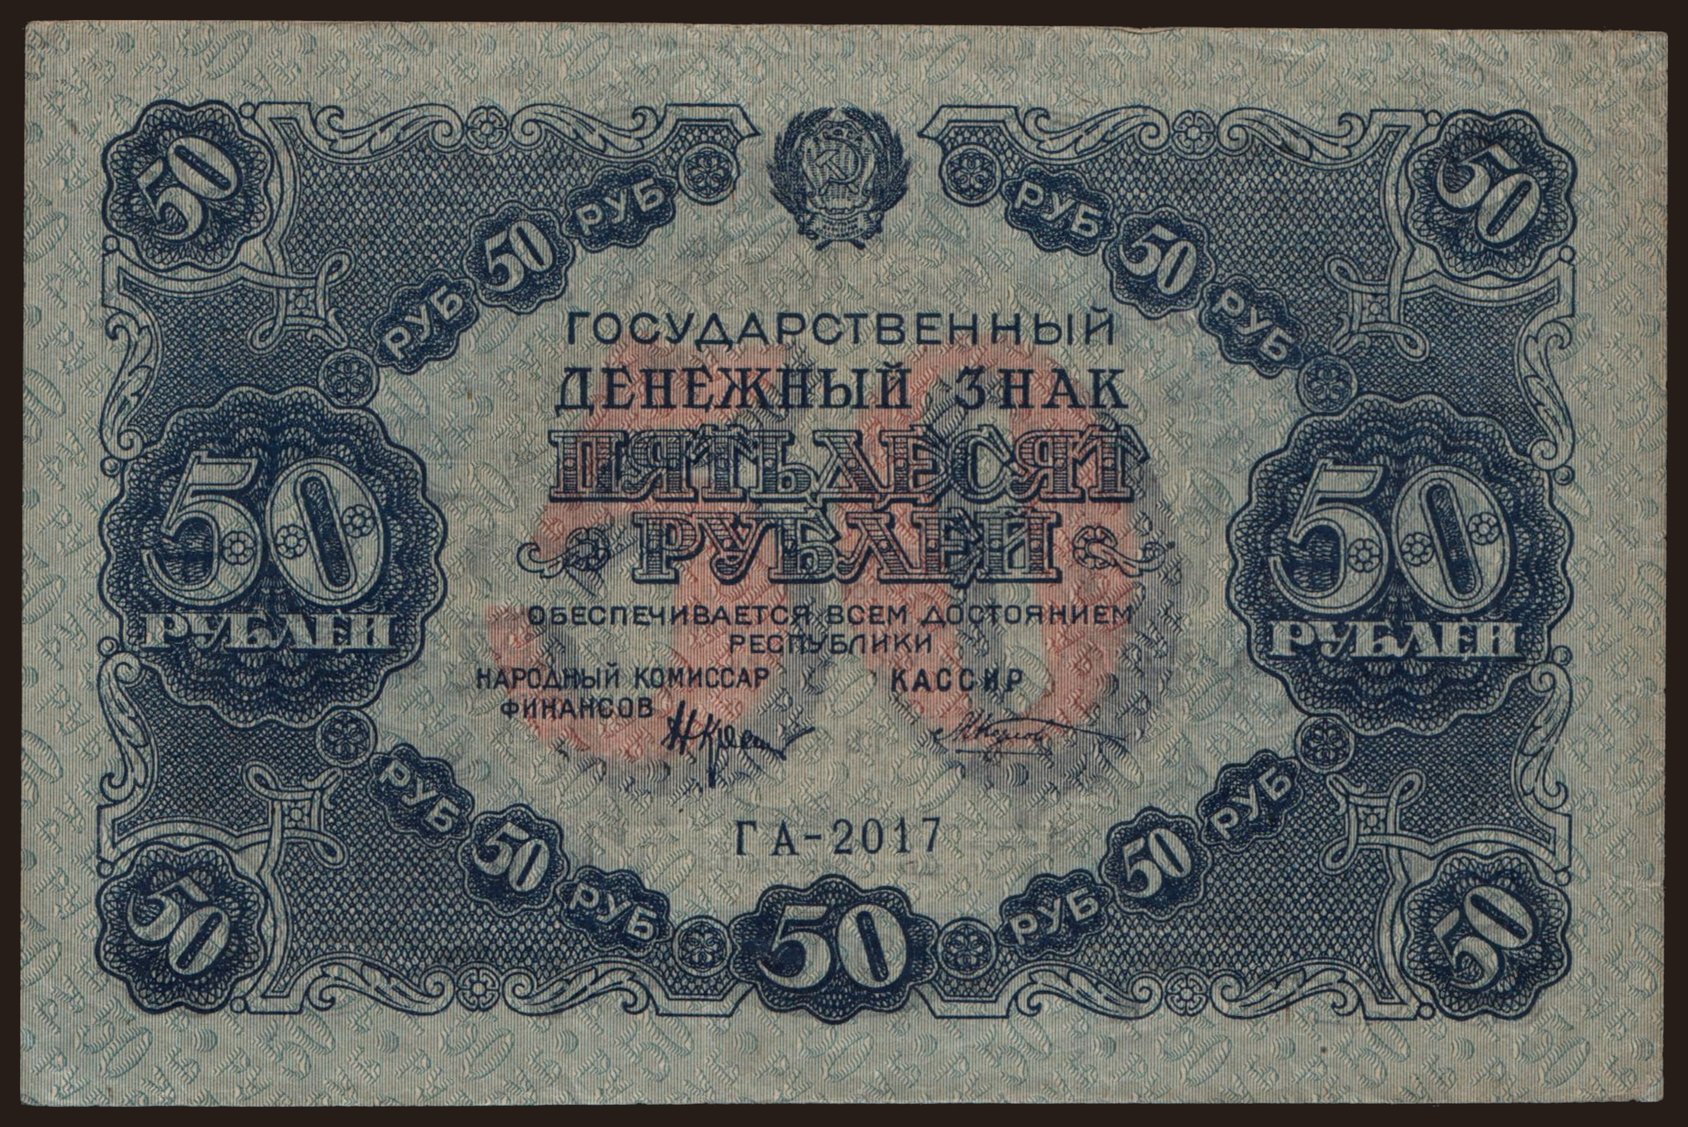 50
50
РУБ
РУБ
50
50
РУБ
РУБ
ГОСУДАРСТВЕННЫЙ
ДЕНЕЖНЫЙ ЗНАК
ПЯТЬДЕСЯТ
РУБЛЕЙ
50
РУБЛЕЙ
50
РУБЛЕЙ
50
ОБЕСПЕЧИВАЕТСЯ ВСЕМ ДОСТОЯНИЕМ
РЕСПУБЛИКИ
НАРОДНЫЙ КОМИССАР
ФИНАНСОВ
КАССИР
ГА-2017
РУБ
РУБ
50
50
РУБ
РУБ
50
50
50